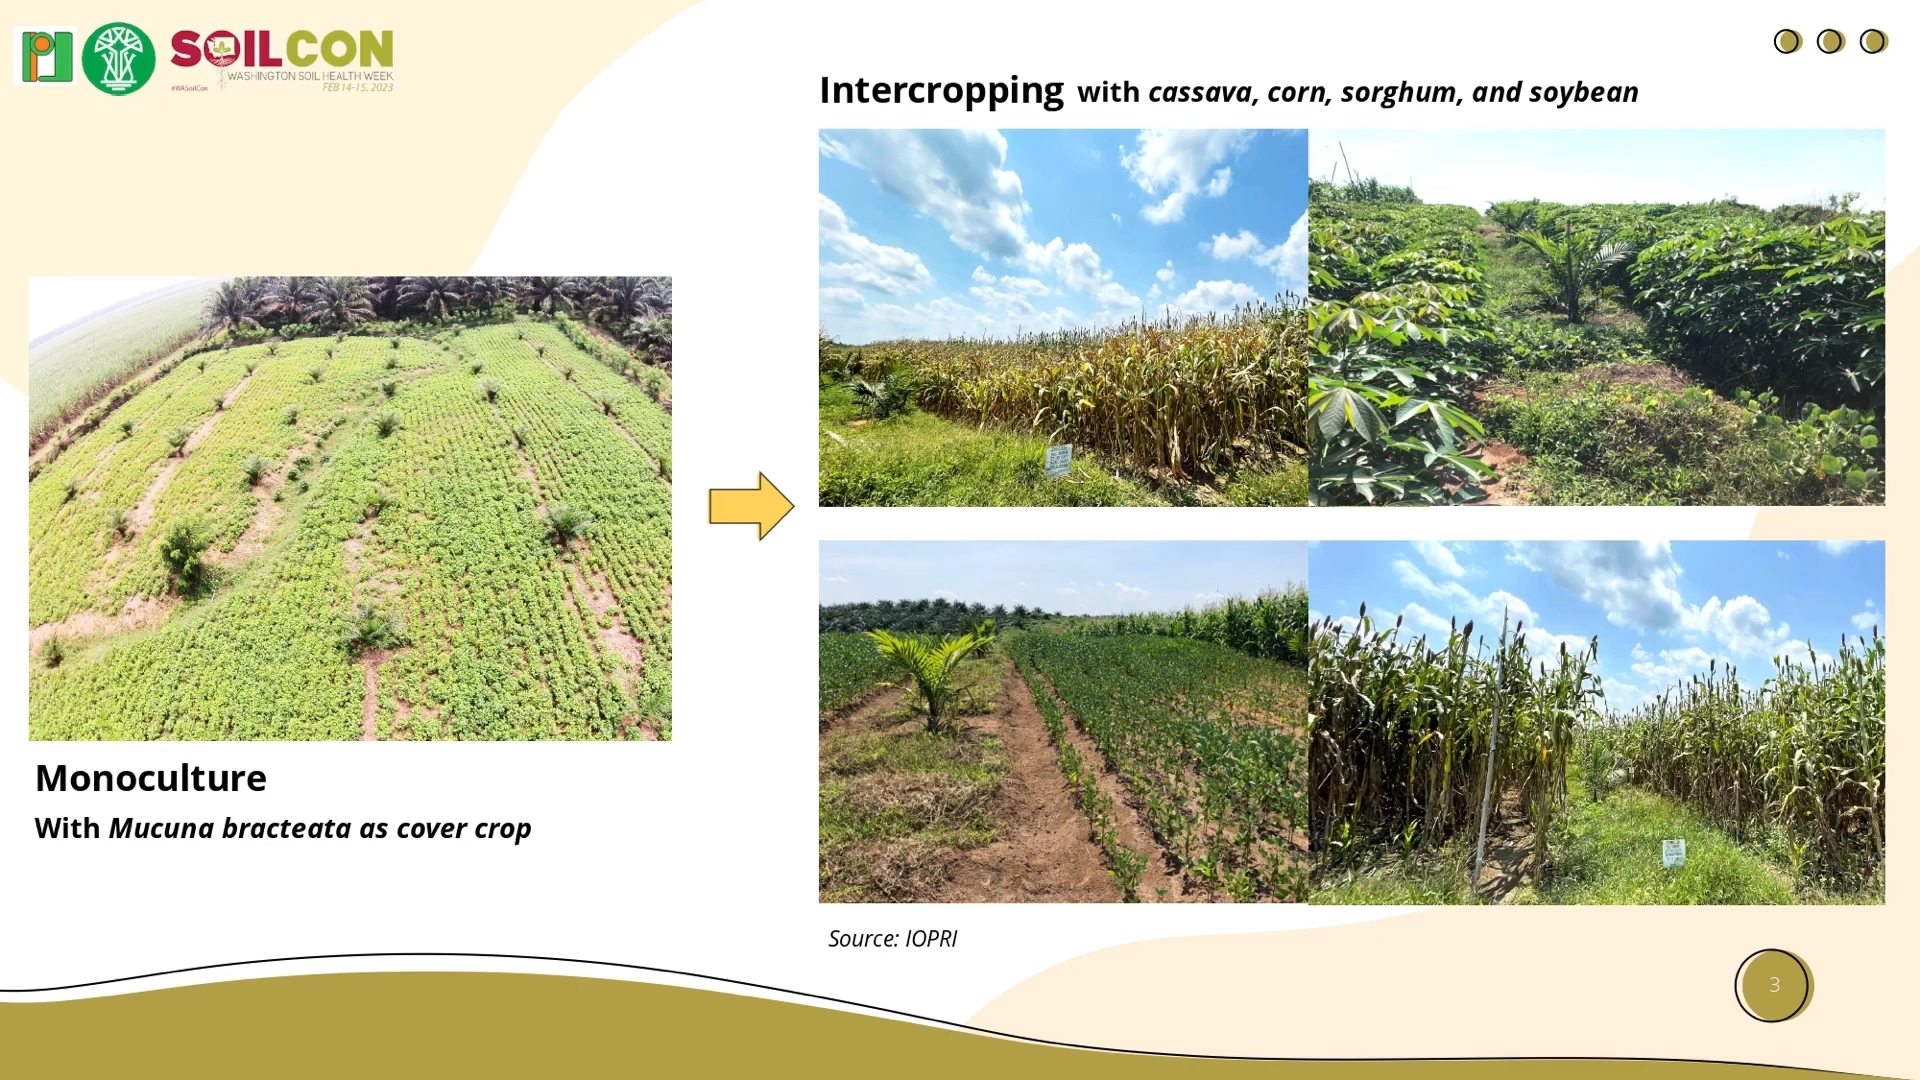 SOILCON
WASHINGTON SOIL HEALTH WEEK
#WASoilCon
FEB 14-15, 2023
Intercropping with cassava, corn, sorghum, and soybean
Monoculture
With Mucuna bracteata as cover crop
Source: IOPRI
3